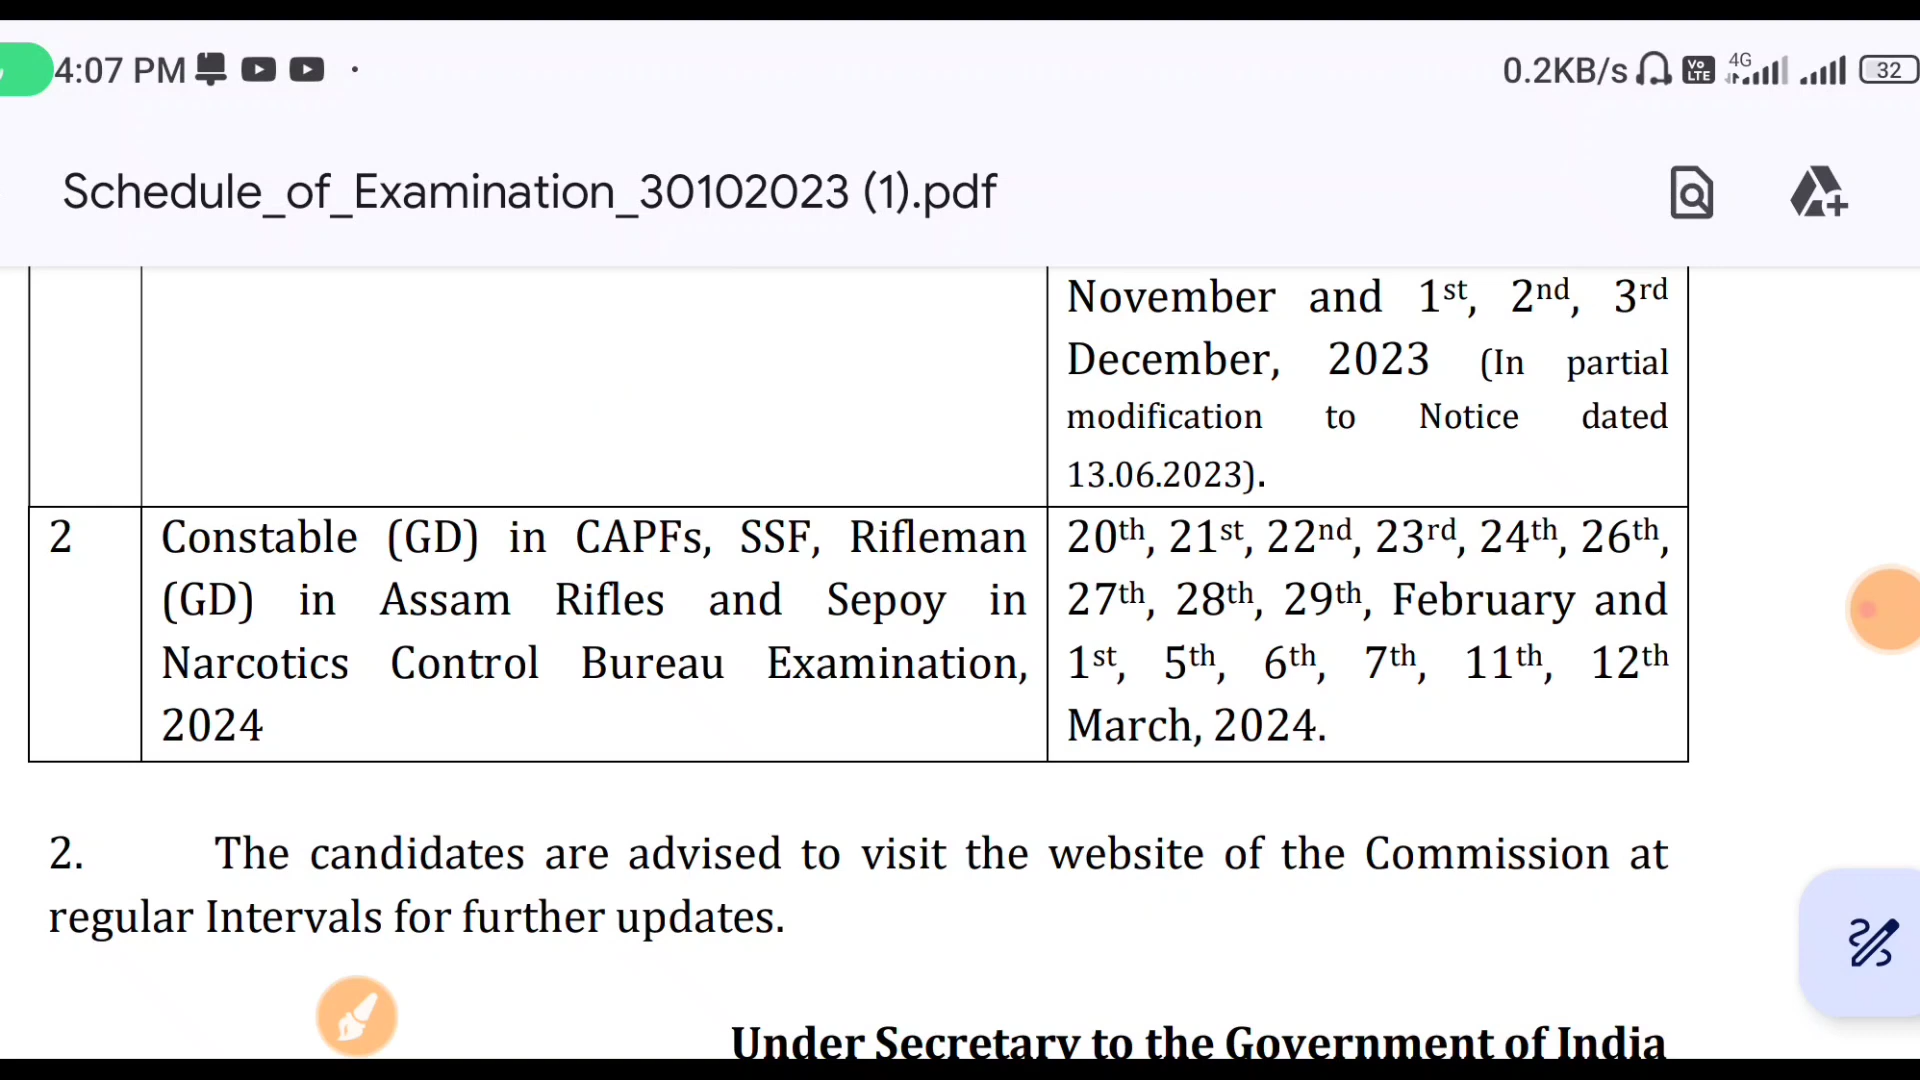 4:07 PM
0.2KB/s Vo LTE 4G 32
Schedule_of_Examination_30102023 (1).pdf
November and 1st, 2nd, 3rd
December, 2023 (In partial
modification to Notice dated
13.06.2023).
2 Constable (GD) in CAPFs, SSF, Rifleman
(GD) in Assam Rifles and Sepoy in
Narcotics Control Bureau Examination,
2024
20th, 21st, 22nd, 23rd, 24th, 26th,
27th, 28th, 29th, February and
1st, 5th, 6th, 7th, 11th, 12th
March, 2024.
2. The candidates are advised to visit the website of the Commission at
regular Intervals for further updates.
Under Secretary to the Government of India